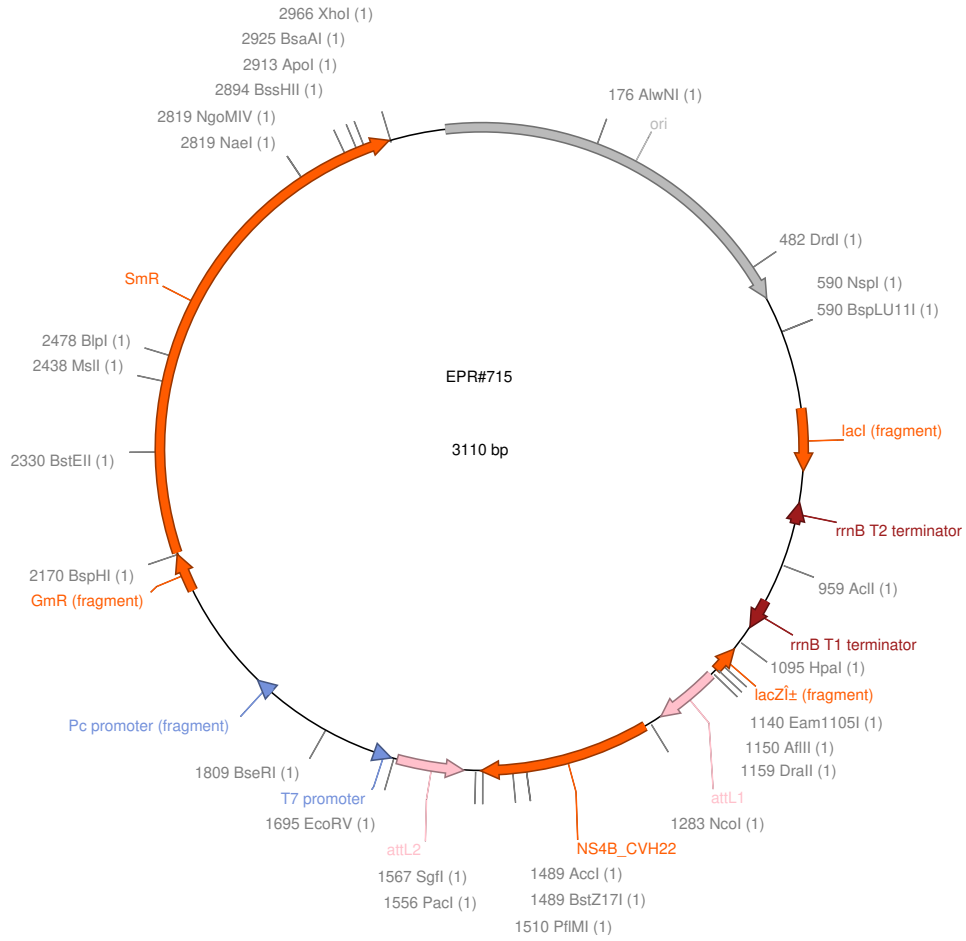 2966 XhoI (1)
2925 BsaAI (1)
2913 ApoI (1)
2894 BssHII (1)
2819 NgoMIV (1)
2819 NaeI (1)
176 AlwNI (1)
ori
482 DrdI (1)
590 NspI (1)
590 BspLU11I (1)
SmR
2478 BlpI (1)
2438 MslI (1)
EPR#715
lacI (fragment)
3110 bp
2330 BstEII (1)
rrnB T2 terminator
2170 BspHI (1)
959 AclI (1)
GmR (fragment)
rrnB T1 terminator
1095 HpaI (1)
lacZÎ± (fragment)
Pc promoter (fragment)
1140 Eam1105I (1)
1150 AflII (1)
1159 DraII (1)
1809 BseRI (1)
T7 promoter
attL1
1695 EcoRV (1)
1283 NcoI (1)
attL2
NS4B_CVH22
1567 SgfI (1)
1489 AccI (1)
1556 PacI (1)
1489 BstZ17I (1)
1510 PflMI (1)